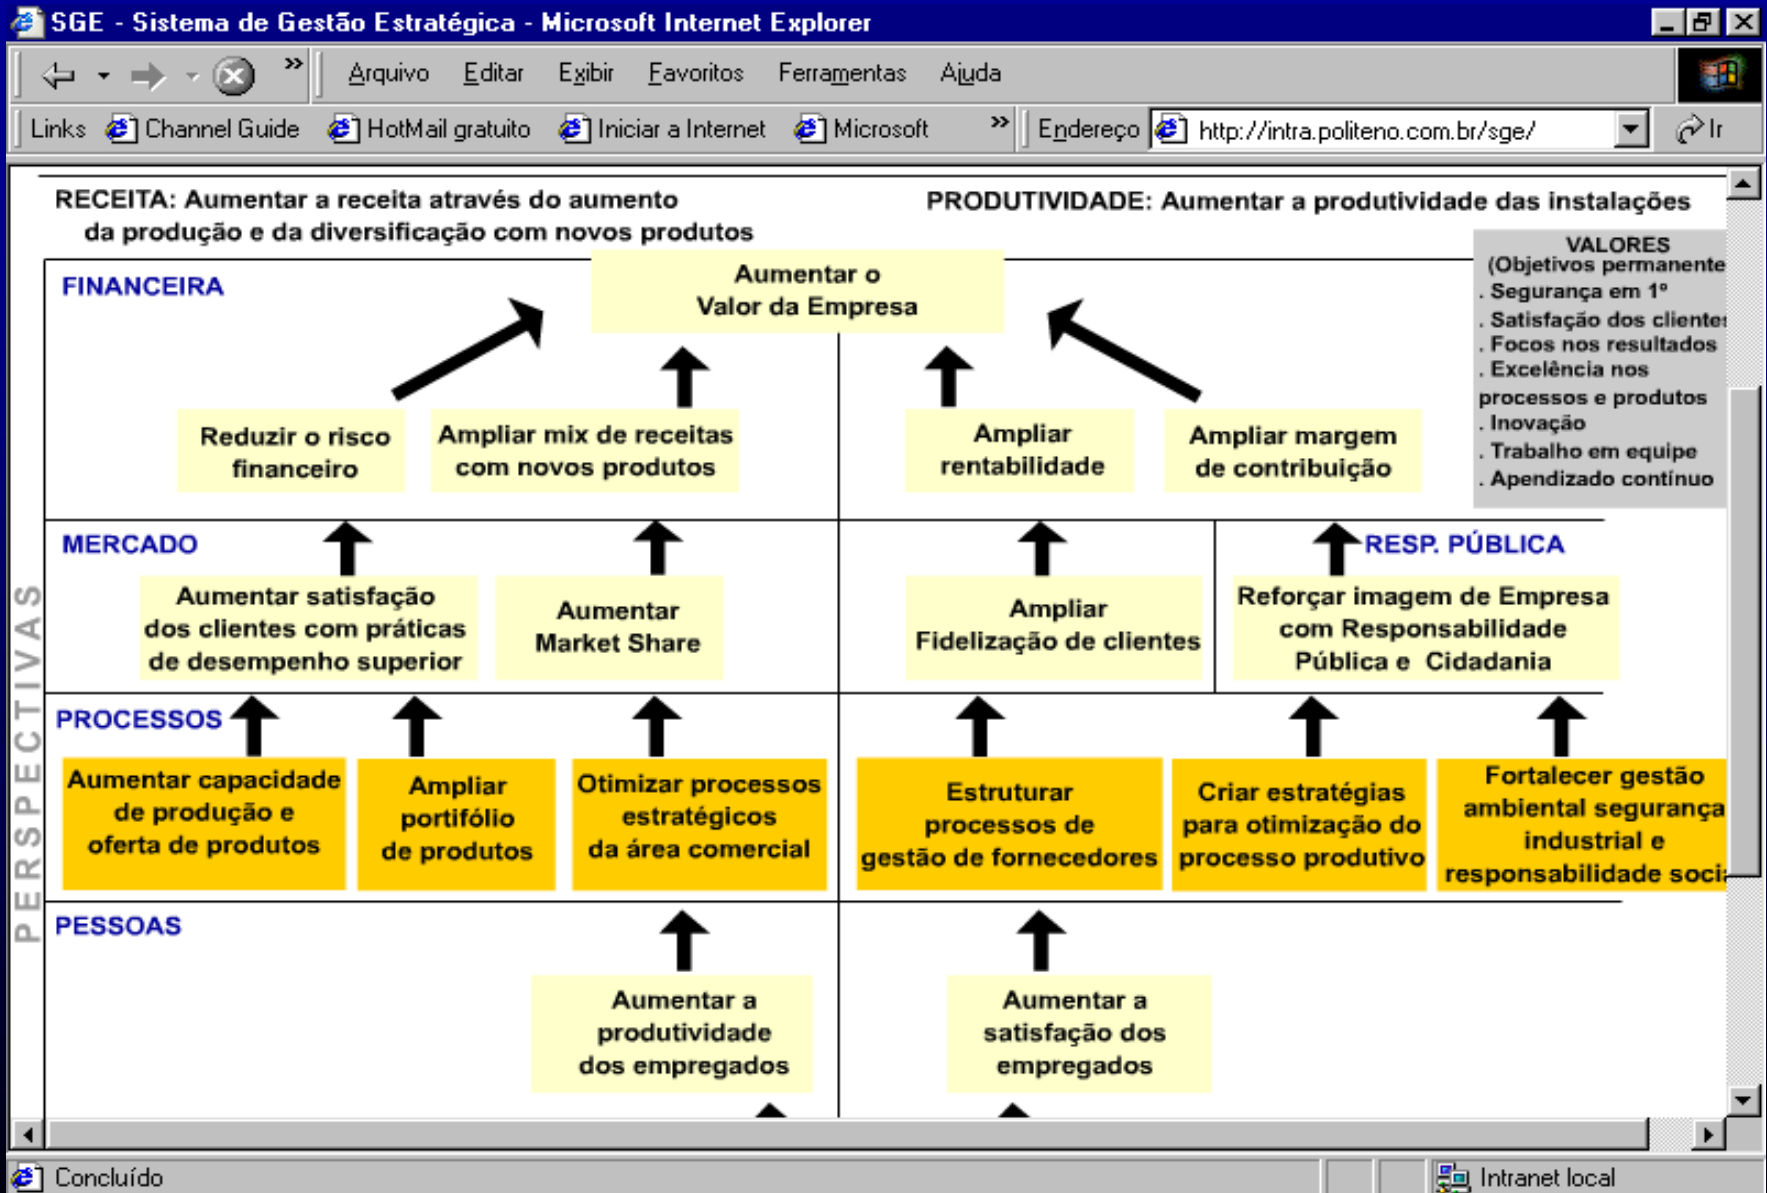 SGE - Sistema de Gestão Estratégica - Microsoft Internet Explorer
Arquivo Editar Exibir Favoritos Ferramentas Ajuda
Links Channel Guide HotMail gratuito Iniciar a Internet Microsoft Endereço http://intra.politeno.com.br/sge/ Ir
RECEITA: Aumentar a receita através do aumento
da produção e da diversificação com novos produtos
PRODUTIVIDADE: Aumentar a produtividade das instalações
VALORES
(Objetivos permanente
. Segurança em 1º
. Satisfação dos cliente
. Focos nos resultados
. Excelência nos
processos e produtos
. Inovação
. Trabalho em equipe
. Apendizado contínuo
PERSPECTIVAS
FINANCEIRA
Aumentar o
Valor da Empresa
Reduzir o risco
financeiro
Ampliar mix de receitas
com novos produtos
Ampliar
rentabilidade
Ampliar margem
de contribuição
MERCADO
RESP. PÚBLICA
Aumentar satisfação
dos clientes com práticas
de desempenho superior
Aumentar
Market Share
Ampliar
Fidelização de clientes
Reforçar imagem de Empresa
com Responsabilidade
Pública e Cidadania
PROCESSOS
Aumentar capacidade
de produção e
oferta de produtos
Ampliar
portifólio
de produtos
Otimizar processos
estratégicos
da área comercial
Estruturar
processos de
gestão de fornecedores
Criar estratégias
para otimização do
processo produtivo
Fortalecer gestão
ambiental segurança
industrial e
responsabilidade soci
PESSOAS
Aumentar a
produtividade
dos empregados
Aumentar a
satisfação dos
empregados
Concluído
Intranet local